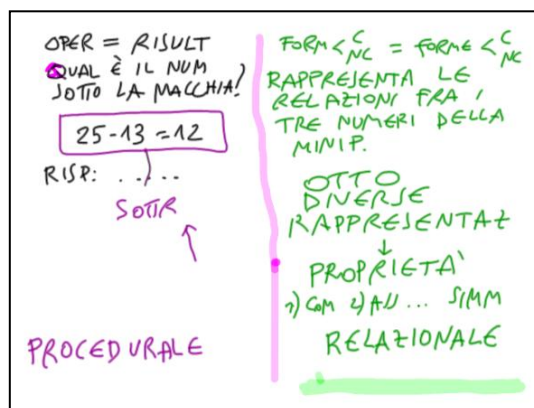 OPER = RISULT
QUAL È IL NUM
SOTTO LA MACCHIA?
25-13=12
RISP: .....
SOTTR
PROCEDURALE
FORM < C NC = FORME < C NC
RAPPRESENTA LE
RELAZIONI FRA I
TRE NUMERI DELLA
MINIP.
OTTO
DIVERSE
RAPPRESENTAZ
↓
PROPRIETÀ
1) COM 2) ... SIMM
RELAZIONALE